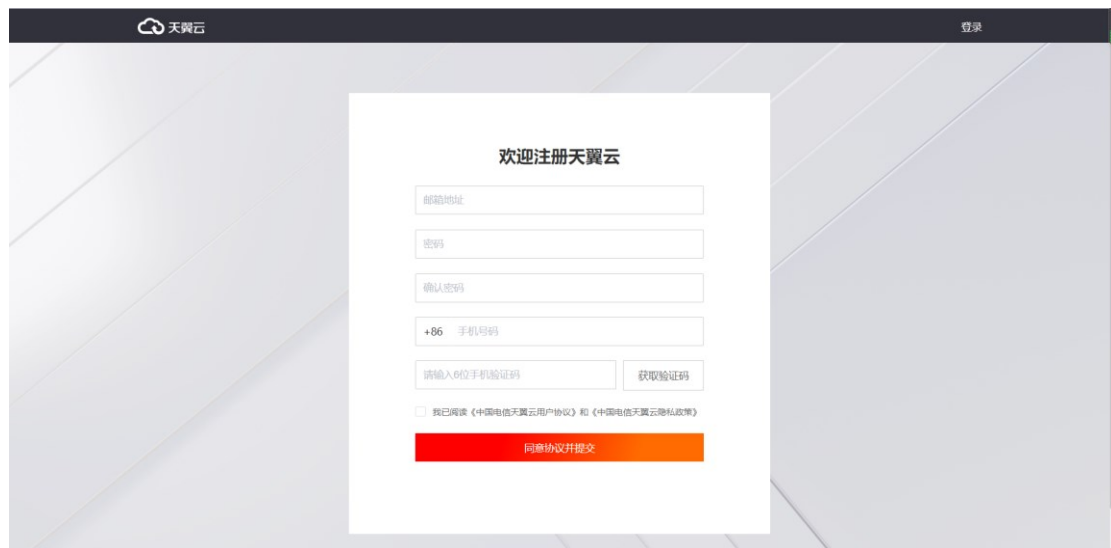 天翼云
登录
欢迎注册天翼云
邮箱地址
密码
确认密码
+86 手机号码
请输入6位手机验证码 获取验证码
我已阅读《中国电信天翼云用户协议》和《中国电信天翼云隐私政策》
同意协议并提交